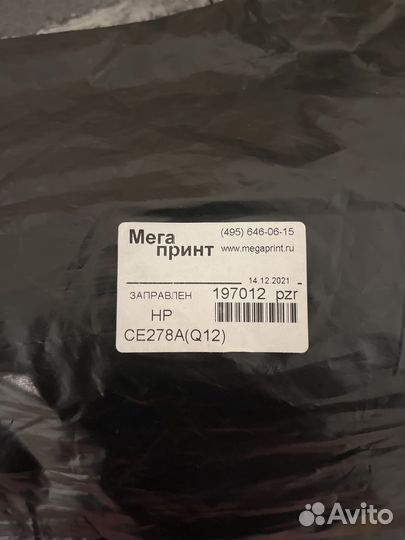 Мега принт
(495) 646-06-15
www.megaprint.ru
14.12.2021
ЗАПРАВЛЕН
197012 pzr
HP
CE278A(Q12)
Avito